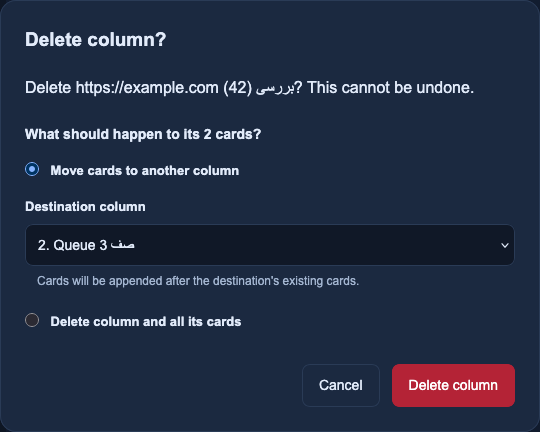 Delete column?
Delete https://example.com (42) بررسی? This cannot be undone.
What should happen to its 2 cards?
Move cards to another column
Destination column
2. Queue 3 صف
Cards will be appended after the destination's existing cards.
Delete column and all its cards
Cancel
Delete column